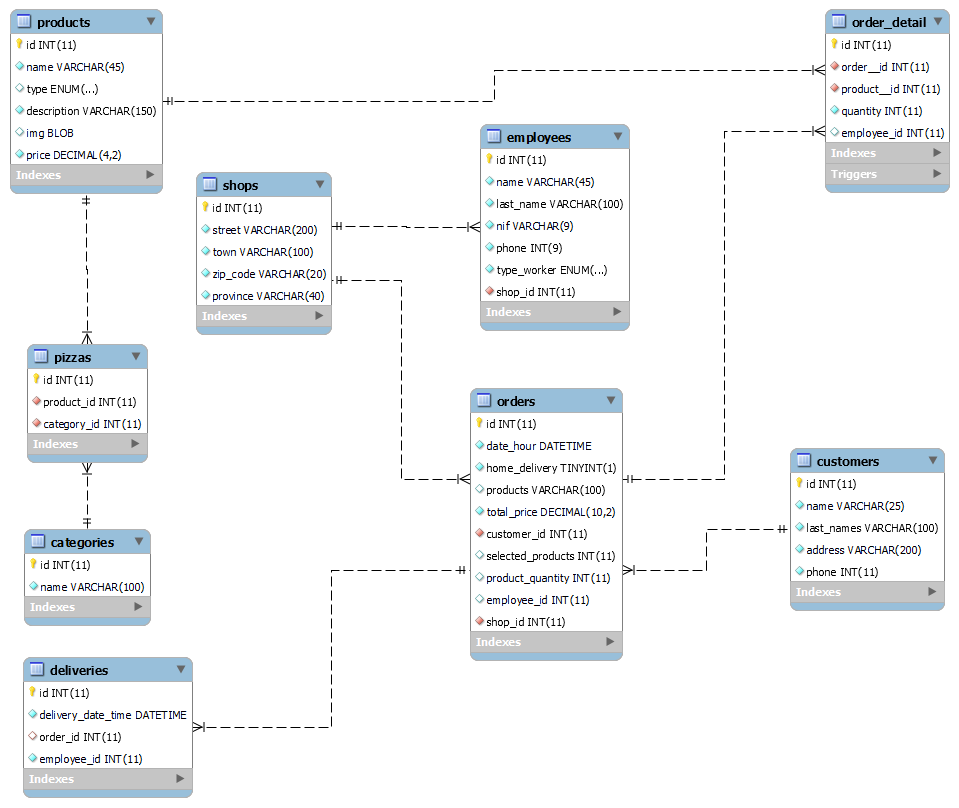 products
id INT(11)
name VARCHAR(45)
type ENUM(...)
description VARCHAR(150)
img BLOB
price DECIMAL(4,2)
Indexes
order_detail
id INT(11)
order__id INT(11)
product__id INT(11)
quantity INT(11)
employee_id INT(11)
Indexes
Triggers
employees
id INT(11)
name VARCHAR(45)
last_name VARCHAR(100)
nif VARCHAR(9)
phone INT(9)
type_worker ENUM(...)
shop_id INT(11)
Indexes
shops
id INT(11)
street VARCHAR(200)
town VARCHAR(100)
zip_code VARCHAR(20)
province VARCHAR(40)
Indexes
pizzas
id INT(11)
product_id INT(11)
category_id INT(11)
Indexes
orders
id INT(11)
date_hour DATETIME
home_delivery TINYINT(1)
products VARCHAR(100)
total_price DECIMAL(10,2)
customer_id INT(11)
selected_products INT(11)
product_quantity INT(11)
employee_id INT(11)
shop_id INT(11)
Indexes
customers
id INT(11)
name VARCHAR(25)
last_names VARCHAR(100)
address VARCHAR(200)
phone INT(11)
Indexes
categories
id INT(11)
name VARCHAR(100)
Indexes
deliveries
id INT(11)
delivery_date_time DATETIME
order_id INT(11)
employee_id INT(11)
Indexes